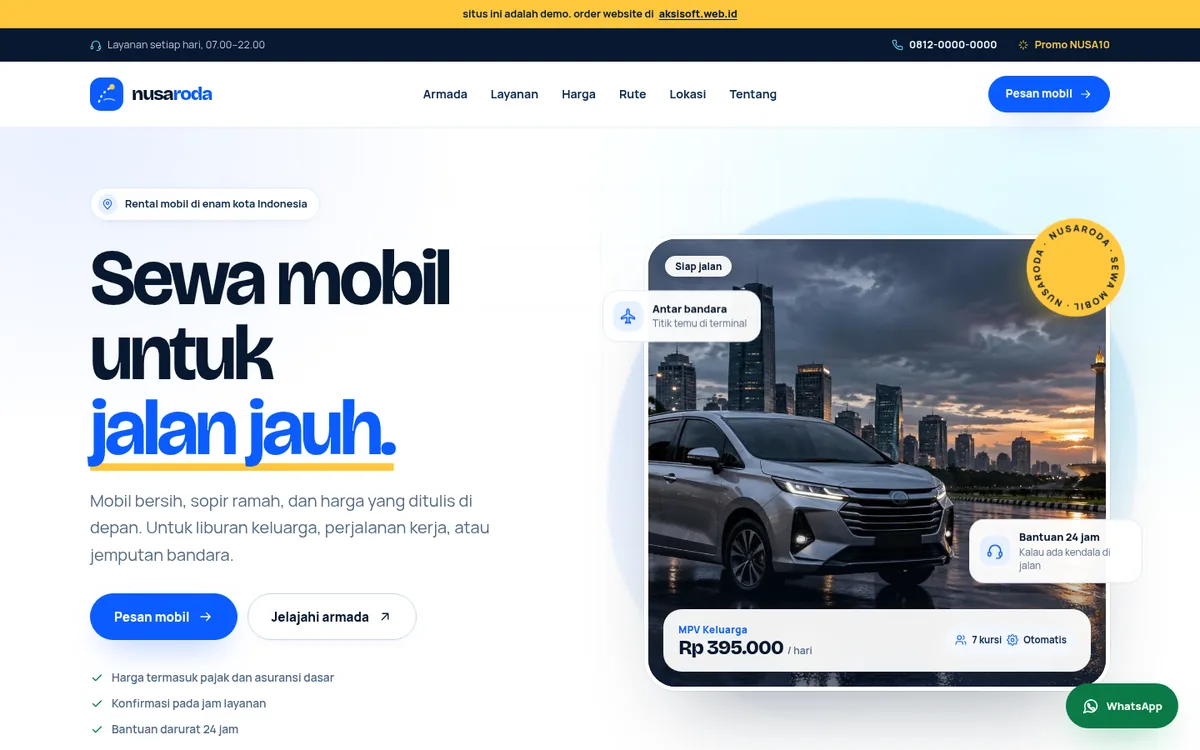 situs ini adalah demo. order website di aksisoft.web.id
Layanan setiap hari, 07.00–22.00
0812-0000-0000
Promo NUSA10
nusaroda
Armada
Layanan
Harga
Rute
Lokasi
Tentang
Pesan mobil
Rental mobil di enam kota Indonesia
Sewa mobil
untuk
jalan jauh.
Mobil bersih, sopir ramah, dan harga yang ditulis di
depan. Untuk liburan keluarga, perjalanan kerja, atau
jemputan bandara.
Pesan mobil
Jelajahi armada
Harga termasuk pajak dan asuransi dasar
Konfirmasi pada jam layanan
Bantuan darurat 24 jam
Siap jalan
NUSARODA · SEWA MOBIL · NUSARODA ·
Antar bandara
Titik temu di terminal
Bantuan 24 jam
Kalau ada kendala di
jalan
MPV Keluarga
Rp 395.000 / hari
7 kursi
Otomatis
WhatsApp